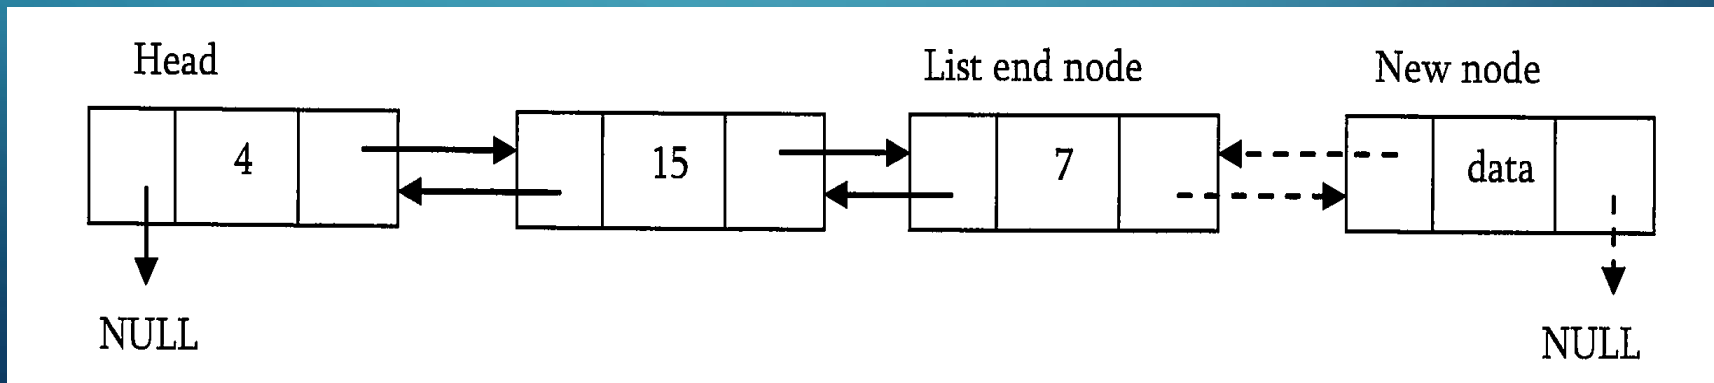 Head
List end node
New node
4
15
7
data
NULL
NULL